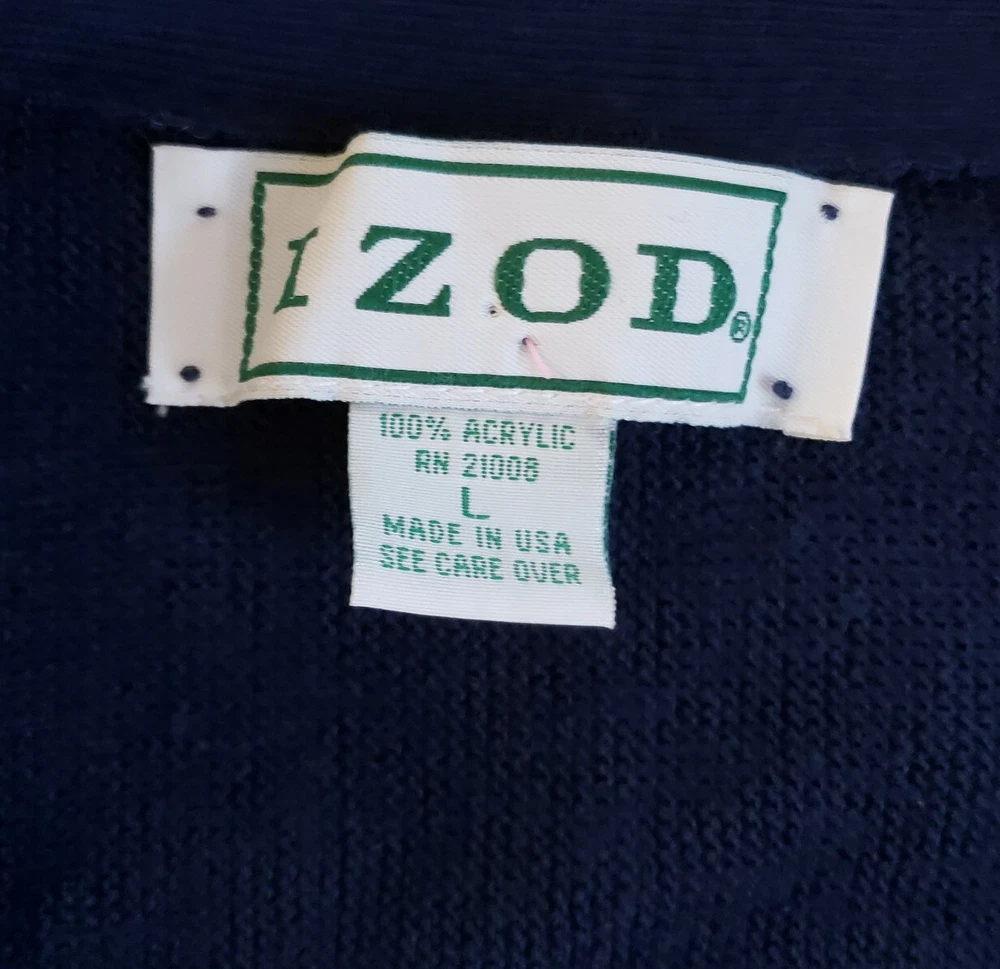 IZOD®
100% ACRYLIC
RN 21008
L
MADE IN USA
SEE CARE OVER